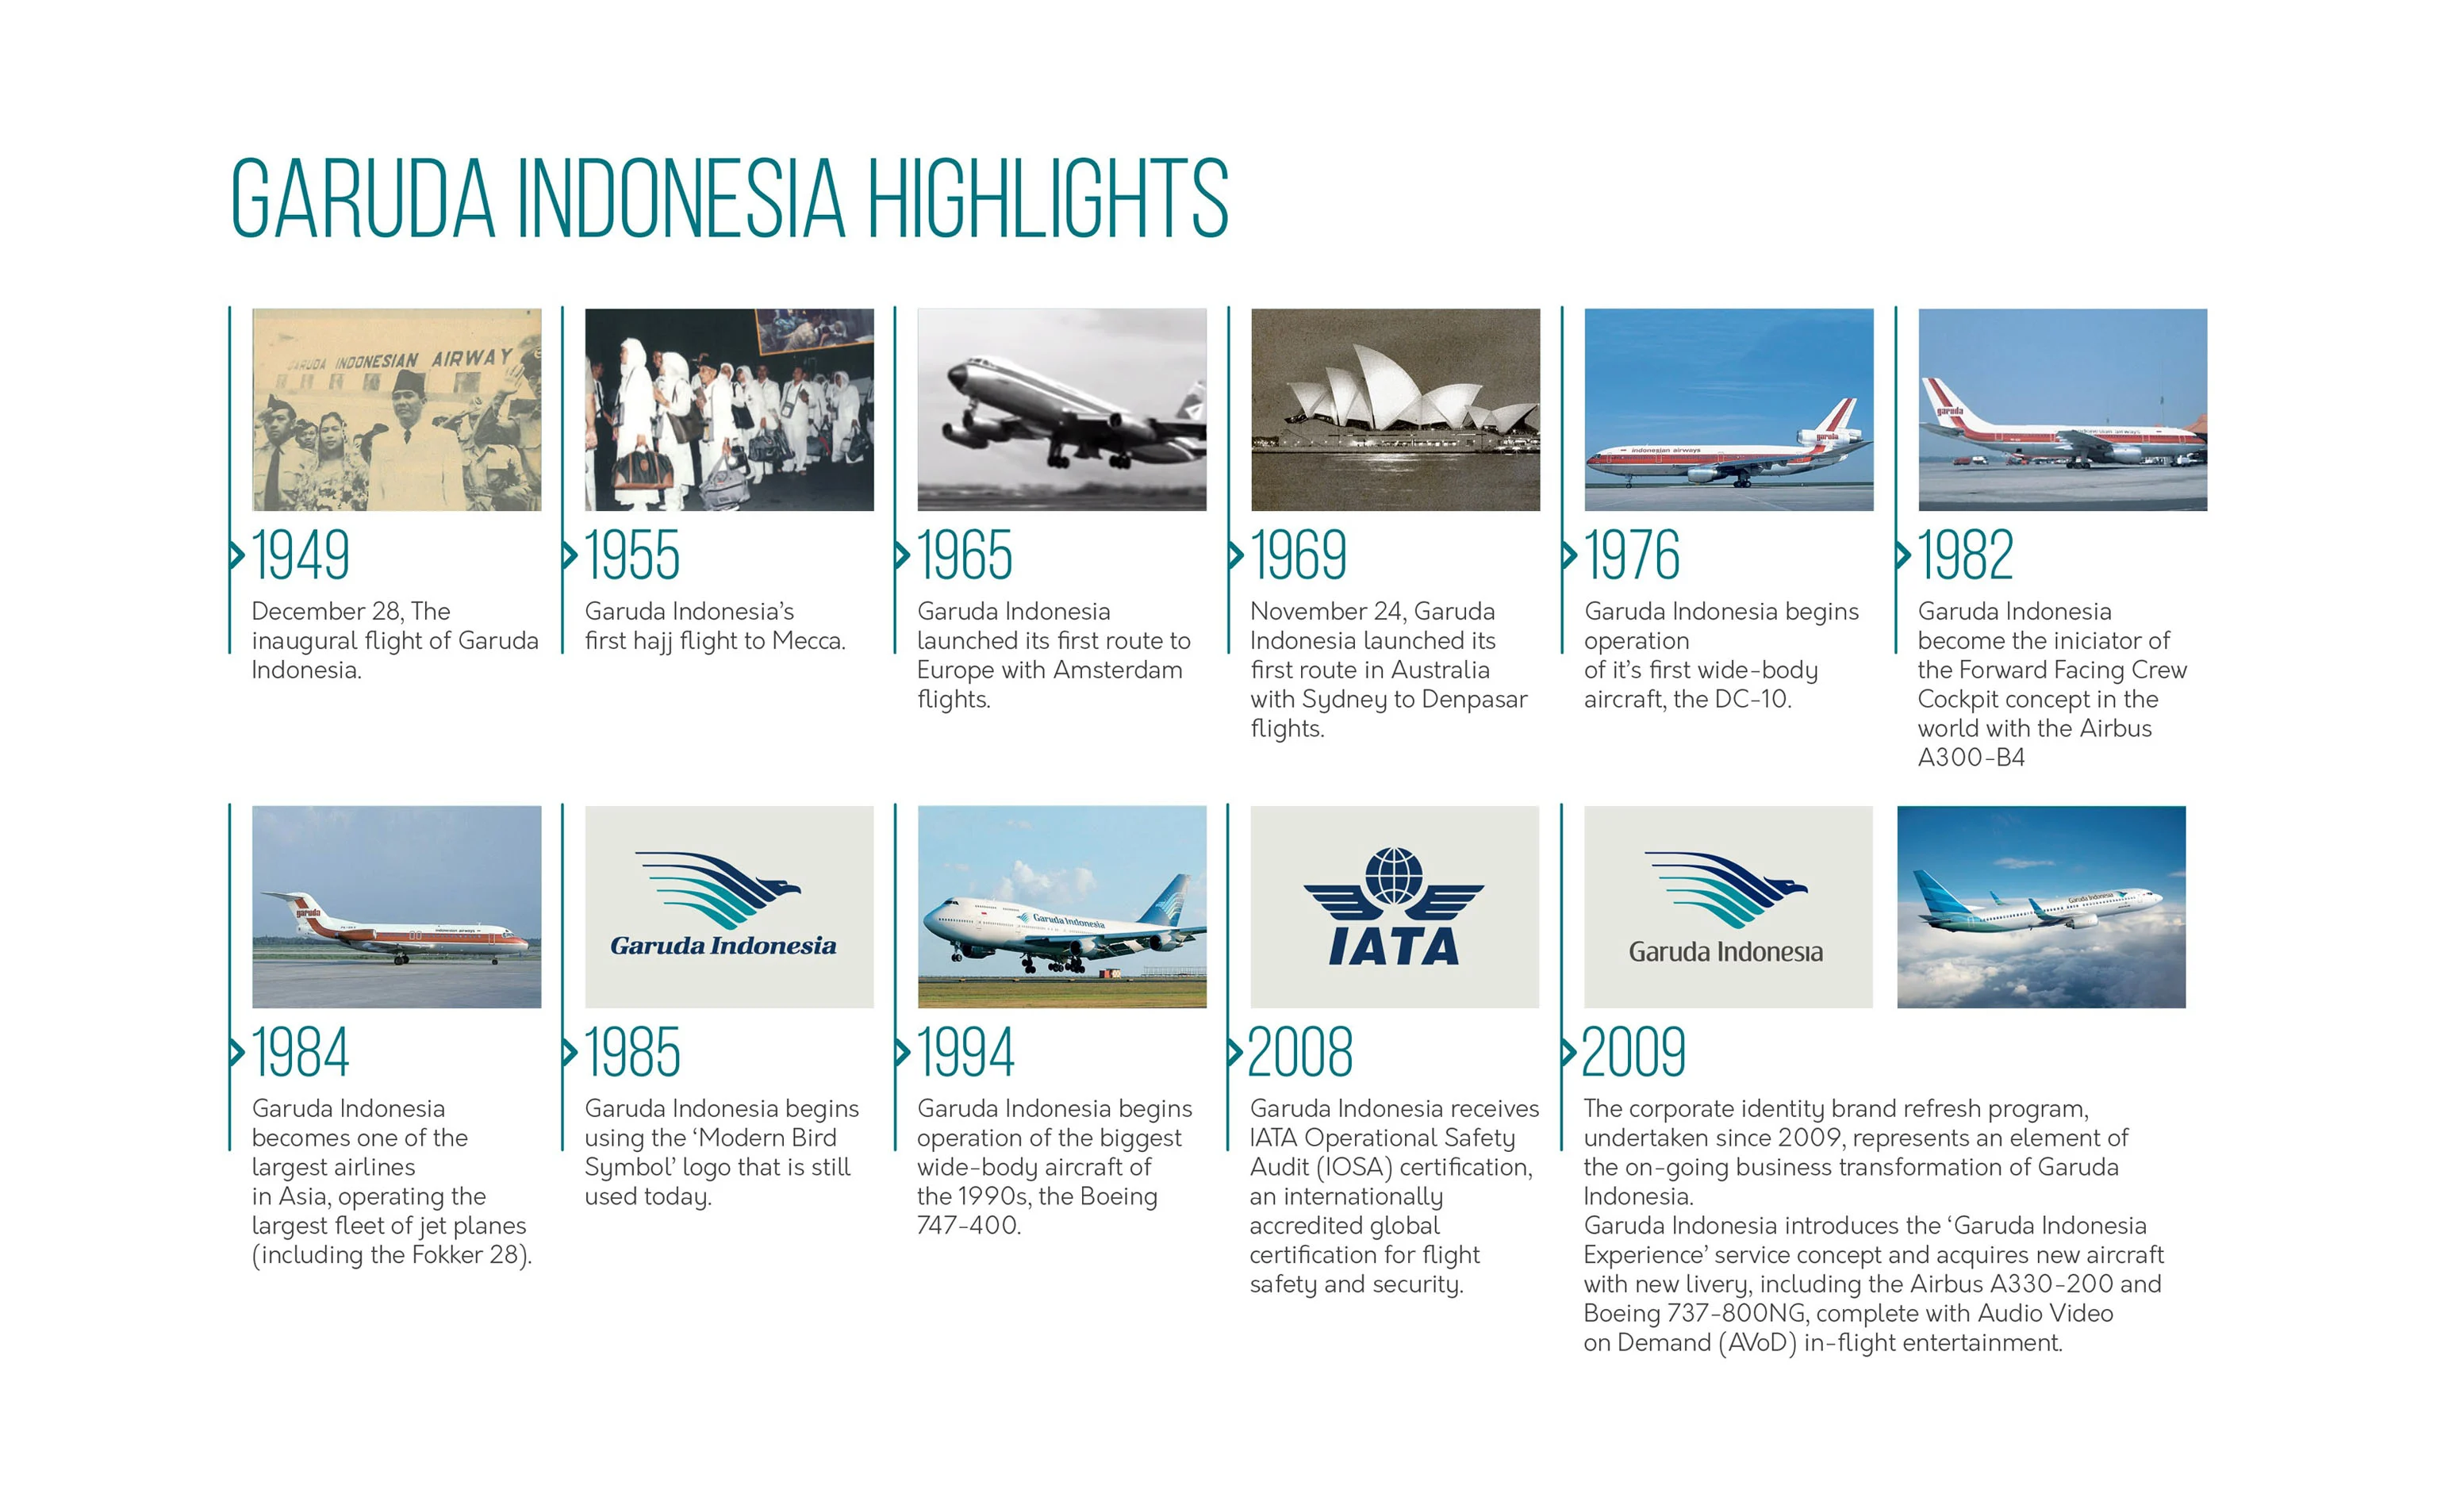 GARUDA INDONESIA HIGHLIGHTS
GARUDA INDONESIAN AIRWAY
indonesian airways
garuda
garuda
1949
December 28, The
inaugural flight of Garuda
Indonesia.
1955
Garuda Indonesia’s
first hajj flight to Mecca.
1965
Garuda Indonesia
launched its first route to
Europe with Amsterdam
flights.
1969
November 24, Garuda
Indonesia launched its
first route in Australia
with Sydney to Denpasar
flights.
1976
Garuda Indonesia begins
operation
of it’s first wide-body
aircraft, the DC-10.
1982
Garuda Indonesia
become the iniciator of
the Forward Facing Crew
Cockpit concept in the
world with the Airbus
A300-B4
garuda
indonesian airways
Garuda Indonesia
Garuda Indonesia
IATA
Garuda Indonesia
Garuda Indonesia
1984
Garuda Indonesia
becomes one of the
largest airlines
in Asia, operating the
largest fleet of jet planes
(including the Fokker 28).
1985
Garuda Indonesia begins
using the ‘Modern Bird
Symbol’ logo that is still
used today.
1994
Garuda Indonesia begins
operation of the biggest
wide-body aircraft of
the 1990s, the Boeing
747-400.
2008
Garuda Indonesia receives
IATA Operational Safety
Audit (IOSA) certification,
an internationally
accredited global
certification for flight
safety and security.
2009
The corporate identity brand refresh program,
undertaken since 2009, represents an element of
the on-going business transformation of Garuda
Indonesia.
Garuda Indonesia introduces the ‘Garuda Indonesia
Experience’ service concept and acquires new aircraft
with new livery, including the Airbus A330-200 and
Boeing 737-800NG, complete with Audio Video
on Demand (AVoD) in-flight entertainment.